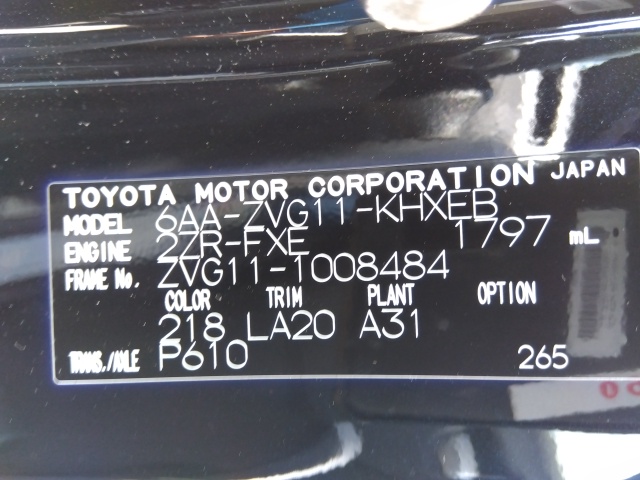 TOYOTA MOTOR CORPORATION JAPAN
MODEL 6AA-ZVG11-KHXEB
ENGINE 2ZR-FXE 1797 mL
FRAME No. ZVG11-1008484
COLOR TRIM PLANT OPTION
218 LA20 A31
TRANS./AXLE P610 265